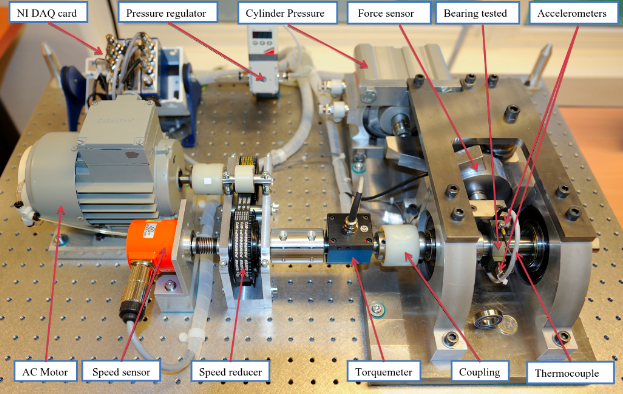 NI DAQ card
Pressure regulator
Cylinder Pressure
Force sensor
Bearing tested
Accelerometers
AC Motor
Speed sensor
Speed reducer
Torquemeter
Coupling
Thermocouple